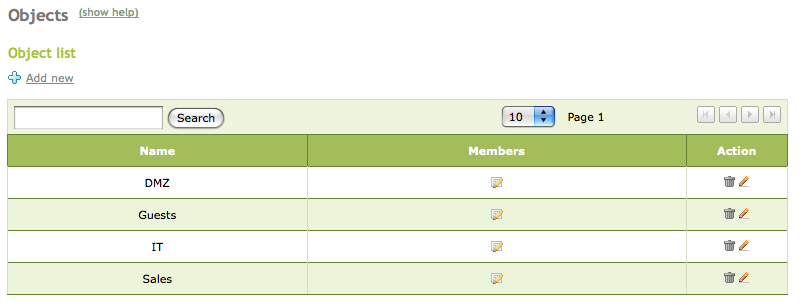 Objects (show help)
Object list
Add new
Search 10 Page 1
Name Members Action
DMZ
Guests
IT
Sales